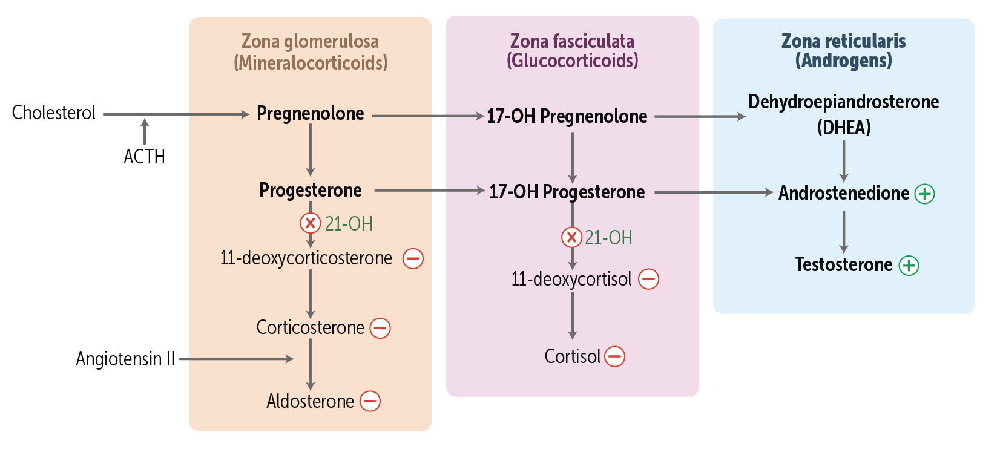 Zona glomerulosa
(Mineralocorticoids)
Zona fasciculata
(Glucocorticoids)
Zona reticularis
(Androgens)
Cholesterol
ACTH
Pregnenolone
17-OH Pregnenolone
Dehydroepiandrosterone
(DHEA)
Progesterone
17-OH Progesterone
Androstenedione
21-OH
21-OH
11-deoxycorticosterone
11-deoxycortisol
Testosterone
Corticosterone
Angiotensin II
Cortisol
Aldosterone